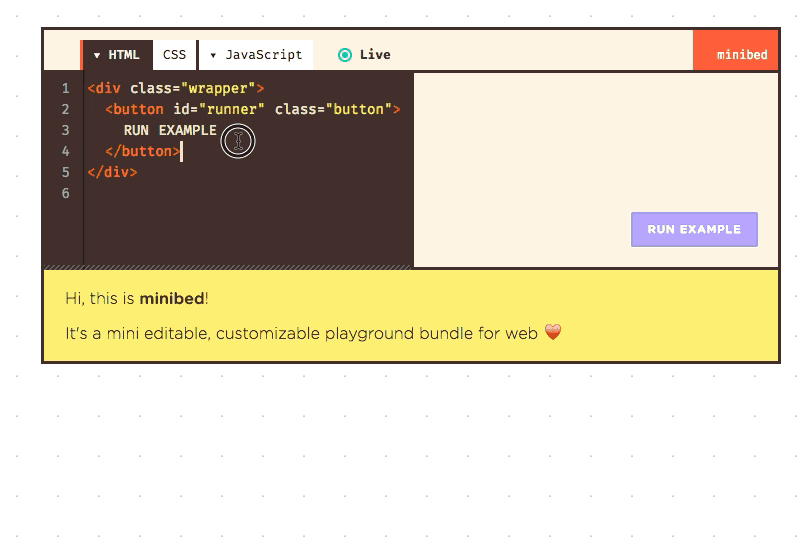 ▼ HTML CSS ▼ JavaScript Live minibed
1 <div class="wrapper">
2 <button id="runner" class="button">
3 RUN EXAMPLE
4 </button>
5 </div>
6
RUN EXAMPLE
Hi, this is minibed!
It's a mini editable, customizable playground bundle for web ❤️